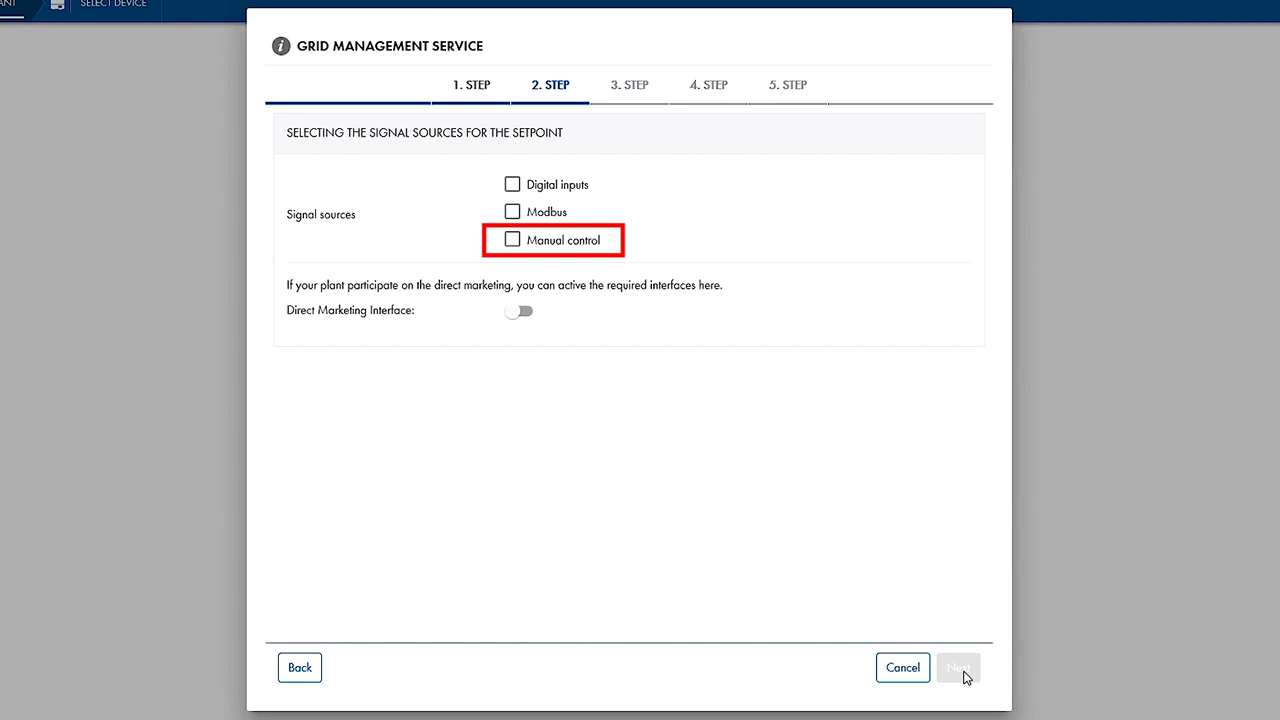 SELECT DEVICE
GRID MANAGEMENT SERVICE
1. STEP
2. STEP
3. STEP
4. STEP
5. STEP
SELECTING THE SIGNAL SOURCES FOR THE SETPOINT
Signal sources
Digital inputs
Modbus
Manual control
If your plant participate on the direct marketing, you can active the required interfaces here.
Direct Marketing Interface:
Back
Cancel
Next